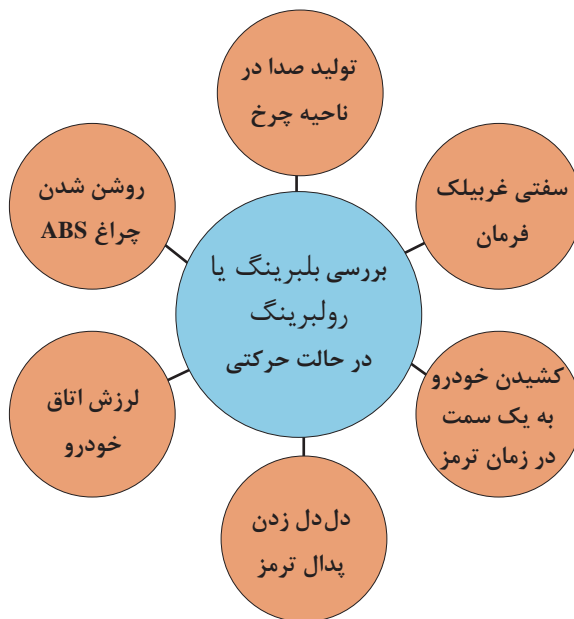 تولید صدا در
ناحیه چرخ
سفتی غربیلک
فرمان
روشن شدن
چراغ ABS
بررسی بلبرینگ یا
رولبرینگ
در حالت حرکتی
کشیدن خودرو
به یک سمت
در زمان ترمز
لرزش اتاق
خودرو
دل‌دل زدن
پدال ترمز